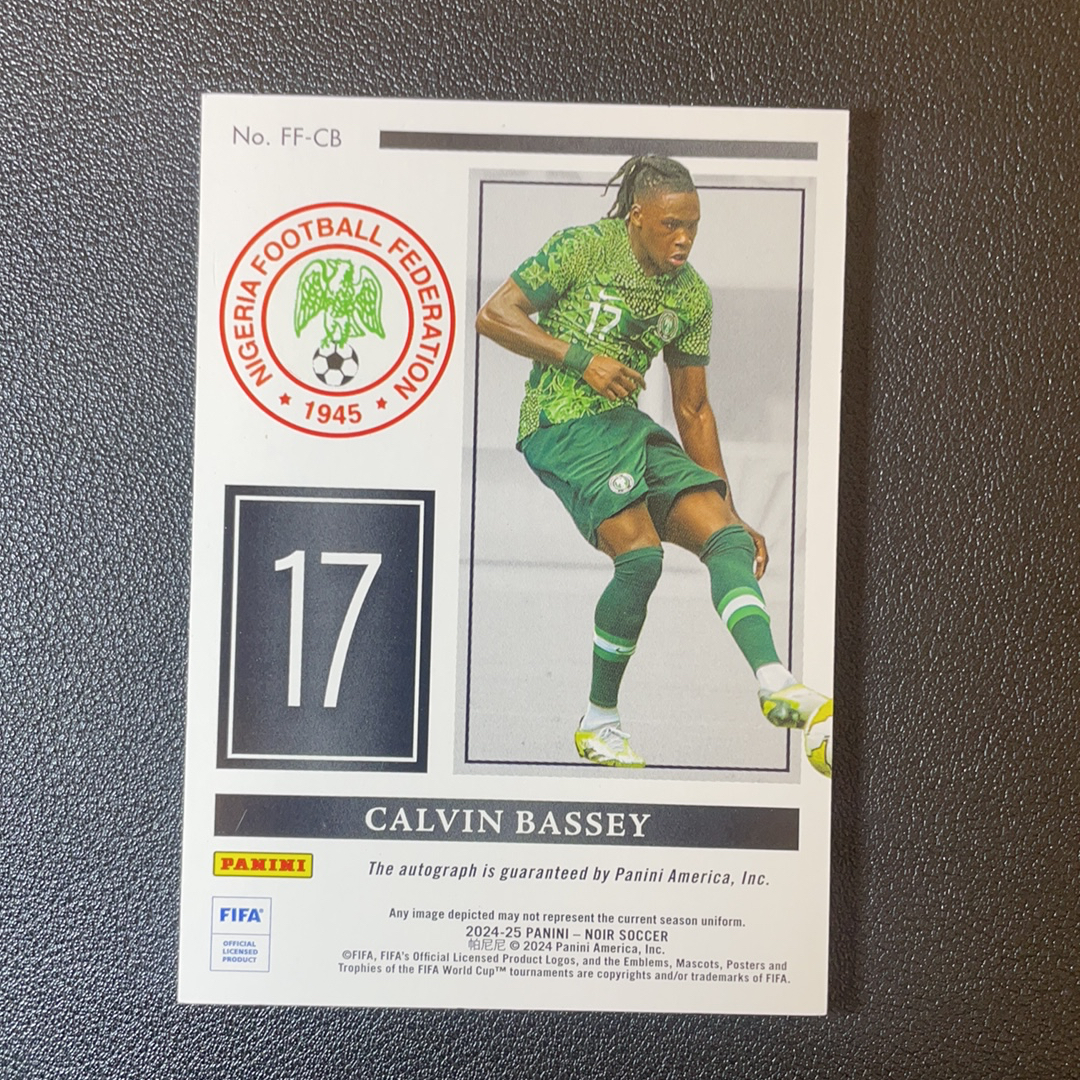 No. FF-CB
NIGERIA FOOTBALL FEDERATION
1945
17
17
CALVIN BASSEY
PANINI
The autograph is guaranteed by Panini America, Inc.
FIFA®
OFFICIAL
LICENSED
PRODUCT
Any image depicted may not represent the current season uniform.
2024-25 PANINI – NOIR SOCCER
帕尼尼 © 2024 Panini America, Inc.
©FIFA, FIFA's Official Licensed Product Logos, and the Emblems, Mascots, Posters and
Trophies of the FIFA World Cup™ tournaments are copyrights and/or trademarks of FIFA.